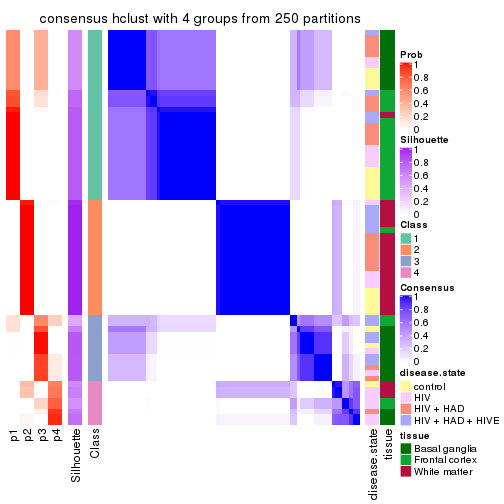 consensus hclust with 4 groups from 250 partitions
Prob
1
0.8
0.6
0.4
0.2
0
Silhouette
1
0.8
0.6
0.4
0.2
0
Class
1
2
3
4
Consensus
1
0.8
0.6
0.4
0.2
0
disease.state
control
HIV
HIV + HAD
HIV + HAD + HIVE
tissue
Basal ganglia
Frontal cortex
White matter
p1
p2
p3
p4
Silhouette
Class
disease.state
tissue